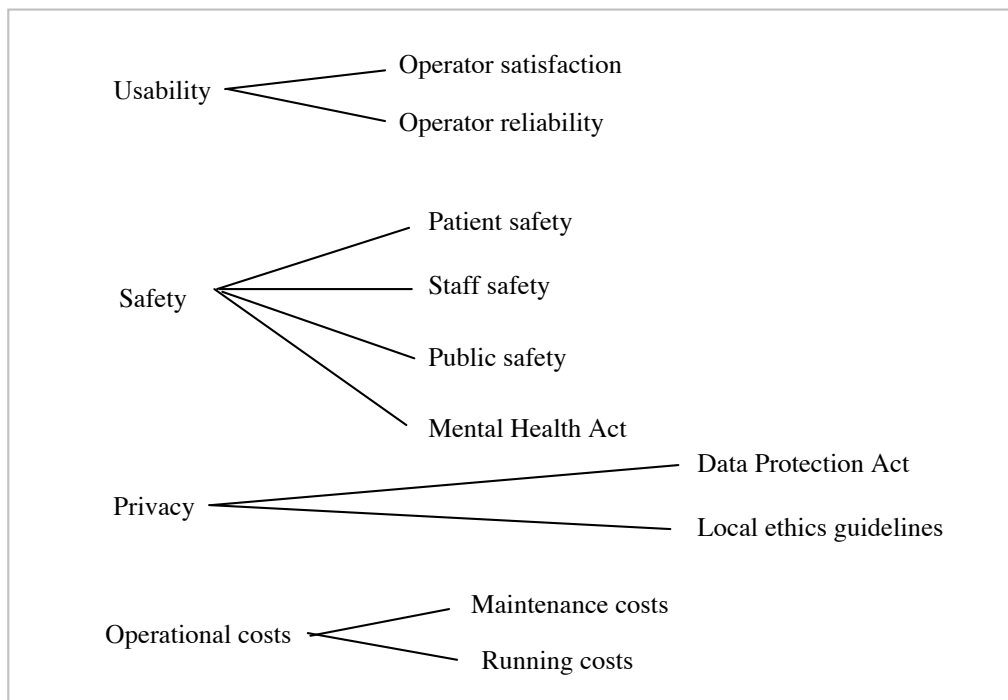 Usability
Operator satisfaction
Operator reliability
Safety
Patient safety
Staff safety
Public safety
Mental Health Act
Privacy
Data Protection Act
Local ethics guidelines
Operational costs
Maintenance costs
Running costs